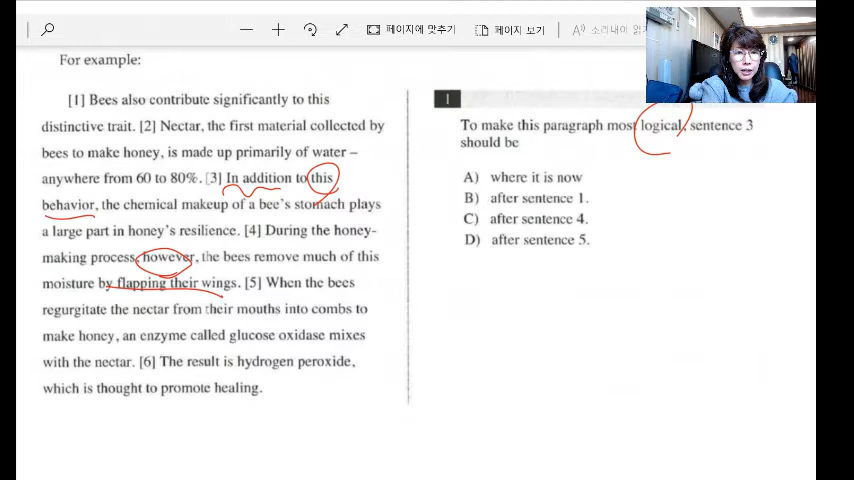 페이지에 맞추기
페이지 보기
소리내어 읽
For example:
[1] Bees also contribute significantly to this
distinctive trait. [2] Nectar, the first material collected by
bees to make honey, is made up primarily of water –
anywhere from 60 to 80%. [3] In addition to this
behavior, the chemical makeup of a bee's stomach plays
a large part in honey's resilience. [4] During the honey-
making process, however, the bees remove much of this
moisture by flapping their wings. [5] When the bees
regurgitate the nectar from their mouths into combs to
make honey, an enzyme called glucose oxidase mixes
with the nectar. [6] The result is hydrogen peroxide,
which is thought to promote healing.
1
To make this paragraph most logical, sentence 3
should be
A) where it is now
B) after sentence 1.
C) after sentence 4.
D) after sentence 5.